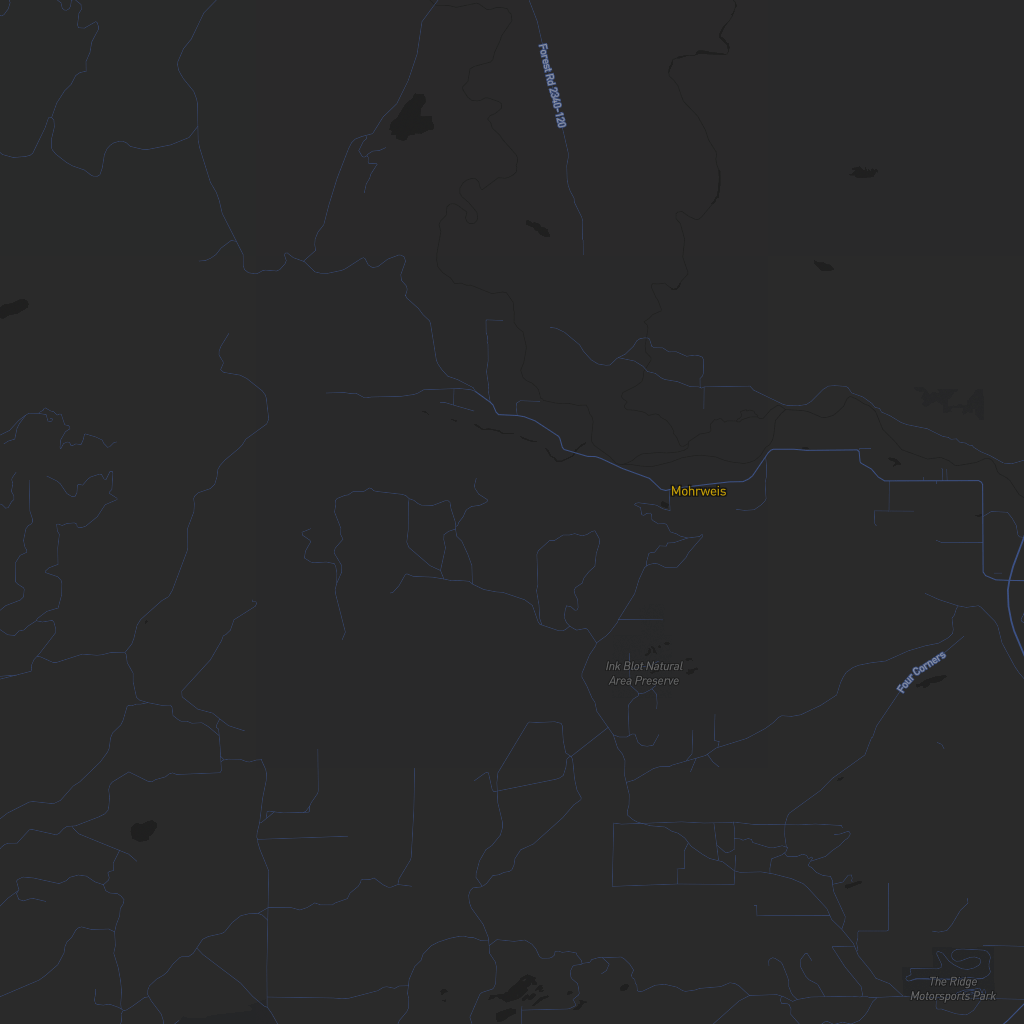 Forest Rd 2340-120
Mohrweis
Ink Blot Natural
Area Preserve
Four Corners
The Ridge
Motorsports Park